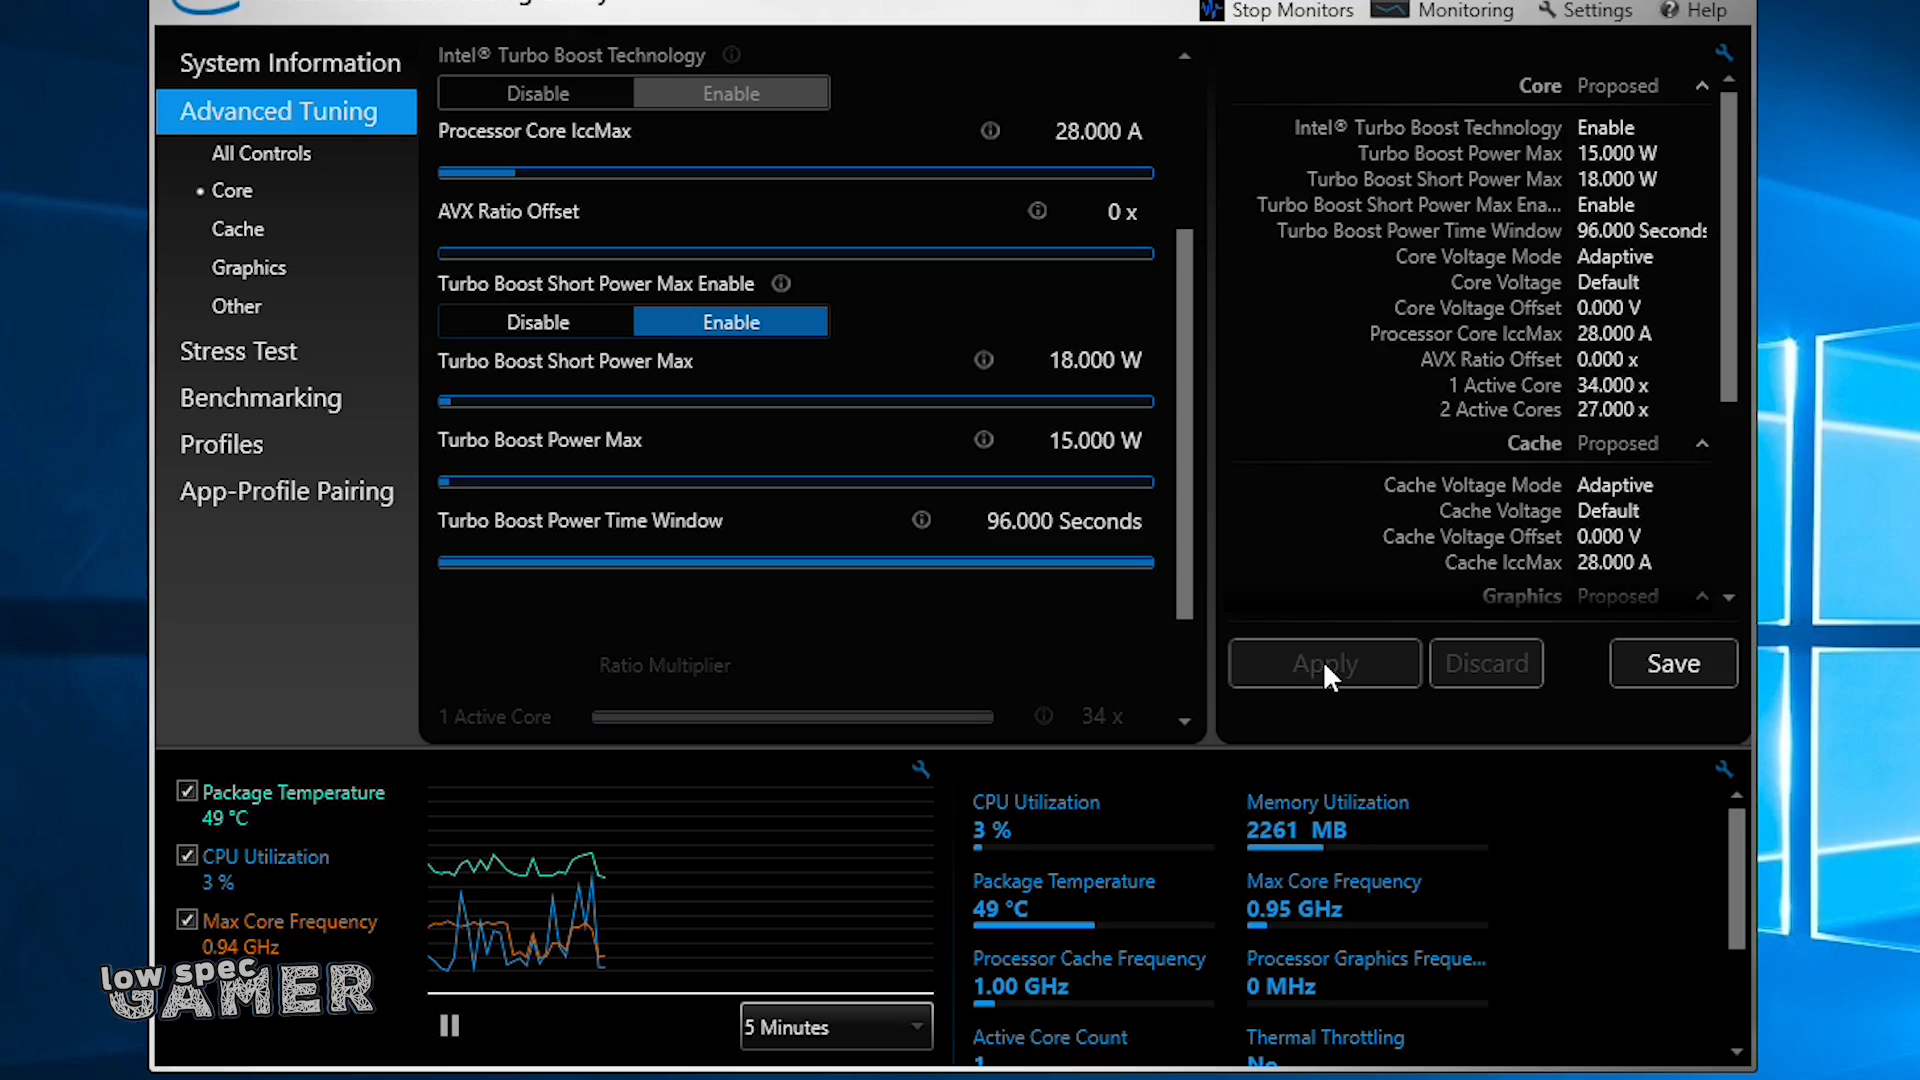 Stop Monitors
Monitoring
Settings
Help
System Information
Advanced Tuning
All Controls
Core
Cache
Graphics
Other
Stress Test
Benchmarking
Profiles
App-Profile Pairing
Intel® Turbo Boost Technology
Disable
Enable
Processor Core IccMax
28.000 A
AVX Ratio Offset
0 x
Turbo Boost Short Power Max Enable
Disable
Enable
Turbo Boost Short Power Max
18.000 W
Turbo Boost Power Max
15.000 W
Turbo Boost Power Time Window
96.000 Seconds
Ratio Multiplier
1 Active Core
34 x
Core Proposed
Intel® Turbo Boost Technology Enable
Turbo Boost Power Max 15.000 W
Turbo Boost Short Power Max 18.000 W
Turbo Boost Short Power Max Ena... Enable
Turbo Boost Power Time Window 96.000 Seconds
Core Voltage Mode Adaptive
Core Voltage Default
Core Voltage Offset 0.000 V
Processor Core IccMax 28.000 A
AVX Ratio Offset 0.000 x
1 Active Core 34.000 x
2 Active Cores 27.000 x
Cache Proposed
Cache Voltage Mode Adaptive
Cache Voltage Default
Cache Voltage Offset 0.000 V
Cache IccMax 28.000 A
Graphics Proposed
Apply
Discard
Save
Package Temperature
49 °C
CPU Utilization
3 %
Max Core Frequency
0.94 GHz
low spec
GAMER
5 Minutes
CPU Utilization
3 %
Memory Utilization
2261 MB
Package Temperature
49 °C
Max Core Frequency
0.95 GHz
Processor Cache Frequency
1.00 GHz
Processor Graphics Freque...
0 MHz
Active Core Count
1
Thermal Throttling
No